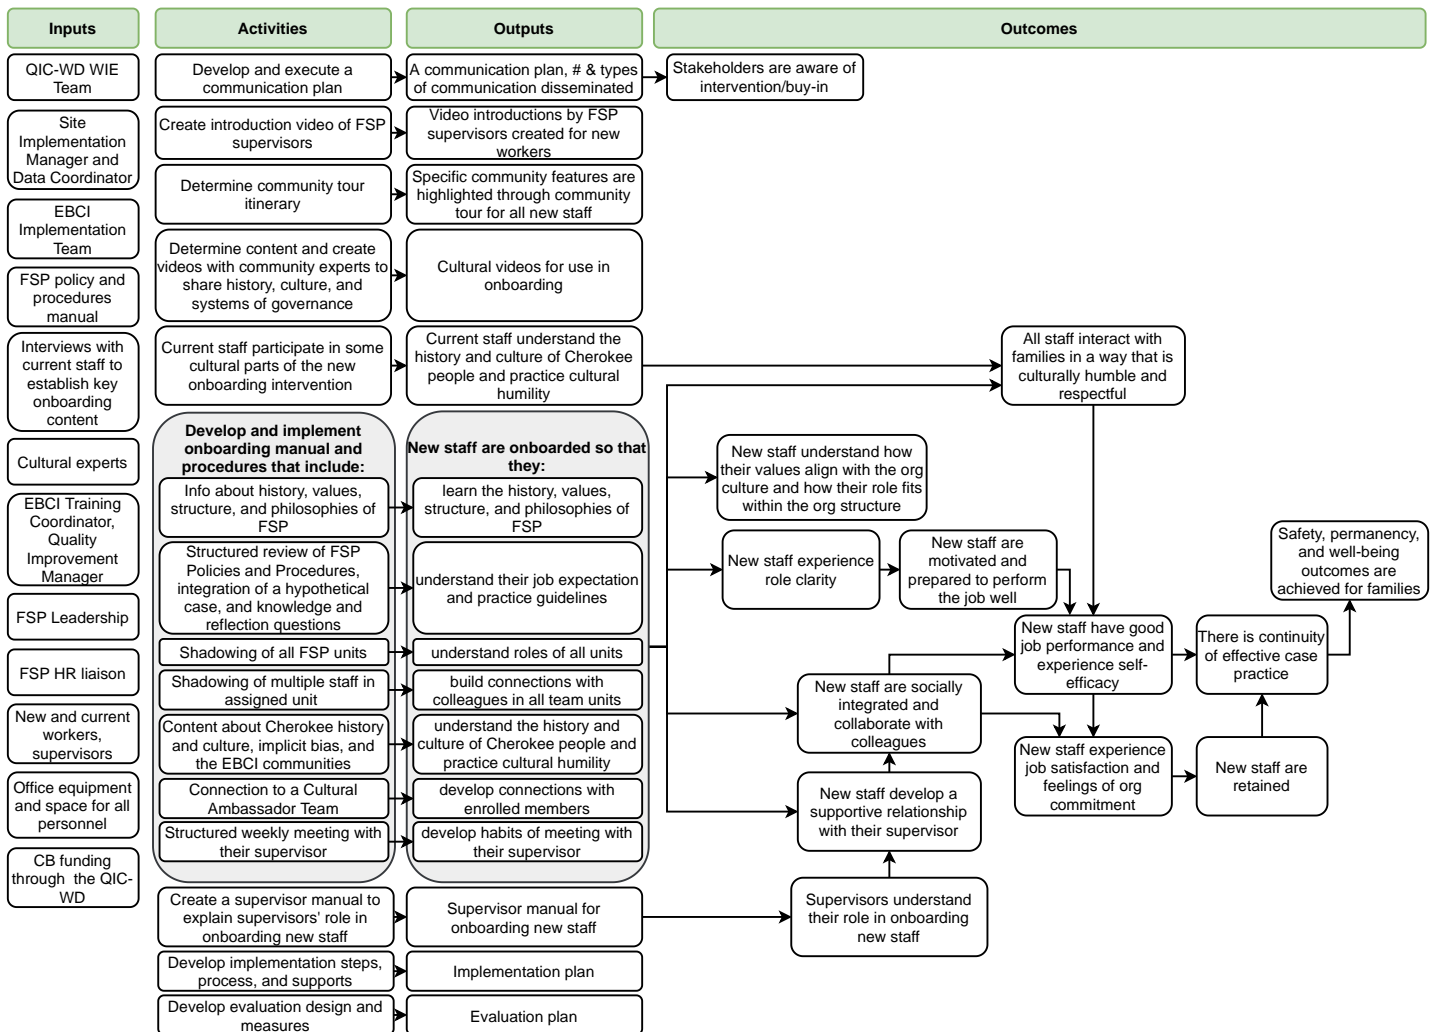 Inputs
Activities
Outputs
Outcomes
QIC-WD WIE
Team
Site
Implementation
Manager and
Data Coordinator
EBCI
Implementation
Team
FSP policy and
procedures
manual
Interviews with
current staff to
establish key
onboarding
content
Cultural experts
EBCI Training
Coordinator,
Quality
Improvement
Manager
FSP Leadership
FSP HR liaison
New and current
workers,
supervisors
Office equipment
and space for all
personnel
CB funding
through the QIC-
WD
Develop and execute a
communication plan
Create introduction video of FSP
supervisors
Determine community tour
itinerary
Determine content and create
videos with community experts to
share history, culture, and
systems of governance
Current staff participate in some
cultural parts of the new
onboarding intervention
Develop and implement
onboarding manual and
procedures that include:
Info about history, values,
structure, and philosophies of
FSP
Structured review of FSP
Policies and Procedures,
integration of a hypothetical
case, and knowledge and
reflection questions
Shadowing of all FSP units
Shadowing of multiple staff in
assigned unit
Content about Cherokee history
and culture, implicit bias, and
the EBCI communities
Connection to a Cultural
Ambassador Team
Structured weekly meeting with
their supervisor
Create a supervisor manual to
explain supervisors' role in
onboarding new staff
Develop implementation steps,
process, and supports
Develop evaluation design and
measures
A communication plan, # & types
of communication disseminated
Video introductions by FSP
supervisors created for new
workers
Specific community features are
highlighted through community
tour for all new staff
Cultural videos for use in
onboarding
Current staff understand the
history and culture of Cherokee
people and practice cultural
humility
New staff are onboarded so that
they:
learn the history, values,
structure, and philosophies of
FSP
understand their job expectation
and practice guidelines
understand roles of all units
build connections with
colleagues in all team units
understand the history and
culture of Cherokee people and
practice cultural humility
develop connections with
enrolled members
develop habits of meeting with
their supervisor
Supervisor manual for
onboarding new staff
Implementation plan
Evaluation plan
Stakeholders are aware of
intervention/buy-in
All staff interact with
families in a way that is
culturally humble and
respectful
New staff understand how
their values align with the org
culture and how their role fits
within the org structure
New staff experience
role clarity
New staff are
motivated and
prepared to perform
the job well
New staff are socially
integrated and
collaborate with
colleagues
New staff develop a
supportive relationship
with their supervisor
Supervisors understand
their role in onboarding
new staff
New staff have good
job performance and
experience self-
efficacy
New staff experience
job satisfaction and
feelings of org
commitment
There is continuity
of effective case
practice
New staff are
retained
Safety, permanency,
and well-being
outcomes are
achieved for families